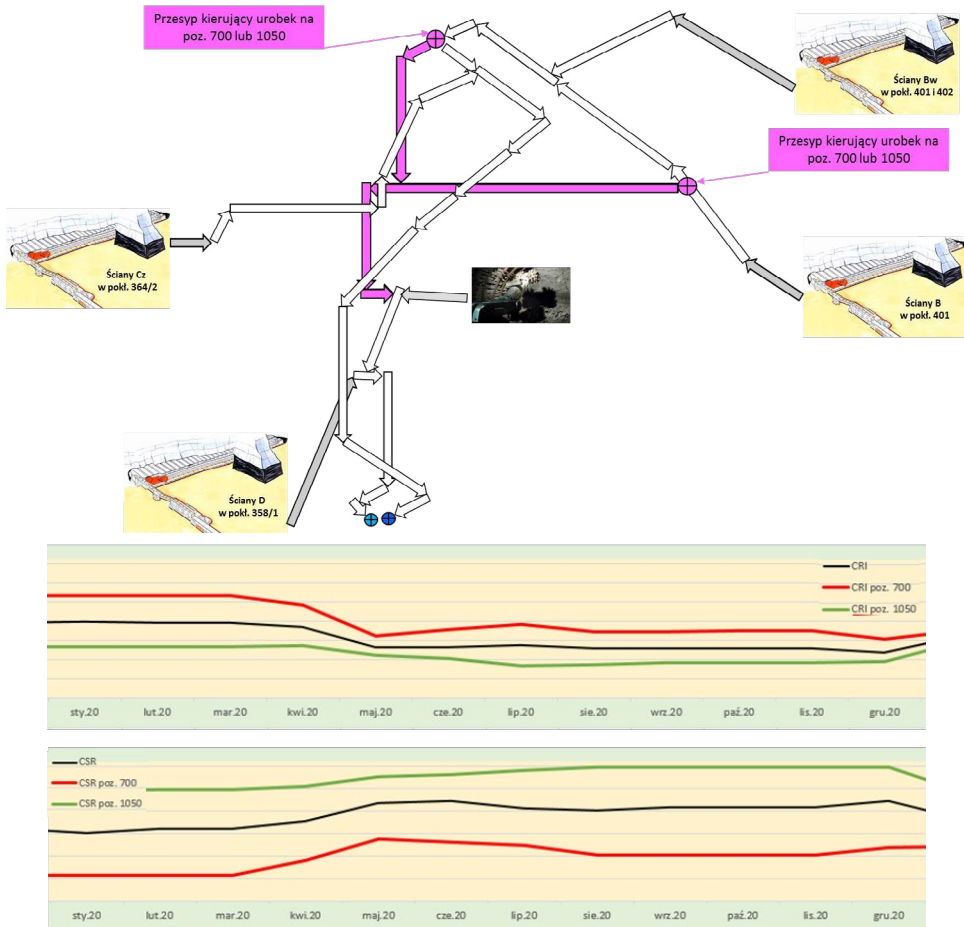 Przesyp kierujący urobek na
poz. 700 lub 1050
Ściany Bw
w pokł. 401 i 402
Przesyp kierujący urobek na
poz. 700 lub 1050
Ściany Cz
w pokł. 364/2
Ściany B
w pokł. 401
Ściany D
w pokł. 358/1
CRI
CRI poz. 700
CRI poz. 1050
sty.20 lut.20 mar.20 kwi.20 maj.20 cze.20 lip.20 sie.20 wrz.20 paź.20 lis.20 gru.20
CSR
CSR poz. 700
CSR poz. 1050
sty.20 lut.20 mar.20 kwi.20 maj.20 cze.20 lip.20 sie.20 wrz.20 paź.20 lis.20 gru.20